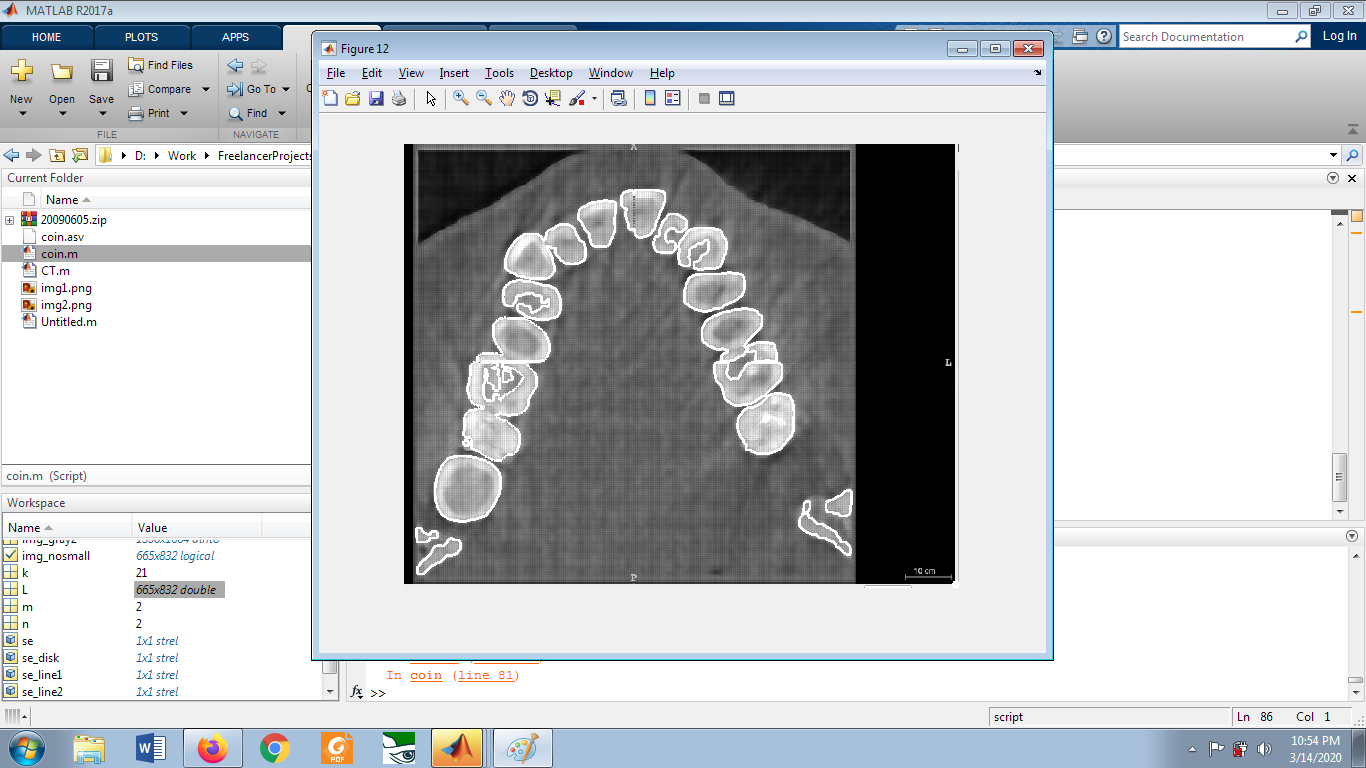 MATLAB R2017a
HOME
PLOTS
APPS
Search Documentation
Log In
Figure 12
File Edit View Insert Tools Desktop Window Help
New
Open
Save
Find Files
Compare
Print
Go To
Find
FILE
NAVIGATE
D: Work FreelancerProjects
Current Folder
Name
20090605.zip
coin.asv
coin.m
CT.m
img1.png
img2.png
Untitled.m
coin.m (Script)
Workspace
Name Value
img_nosmall 665x832 logical
k 21
L 665x832 double
m 2
n 2
se 1x1 strel
se_disk 1x1 strel
se_line1 1x1 strel
se_line2 1x1 strel
A
L
P
10 cm
In coin (line 81)
fx >>
script
Ln 86 Col 1
W
PDF
10:54 PM
3/14/2020